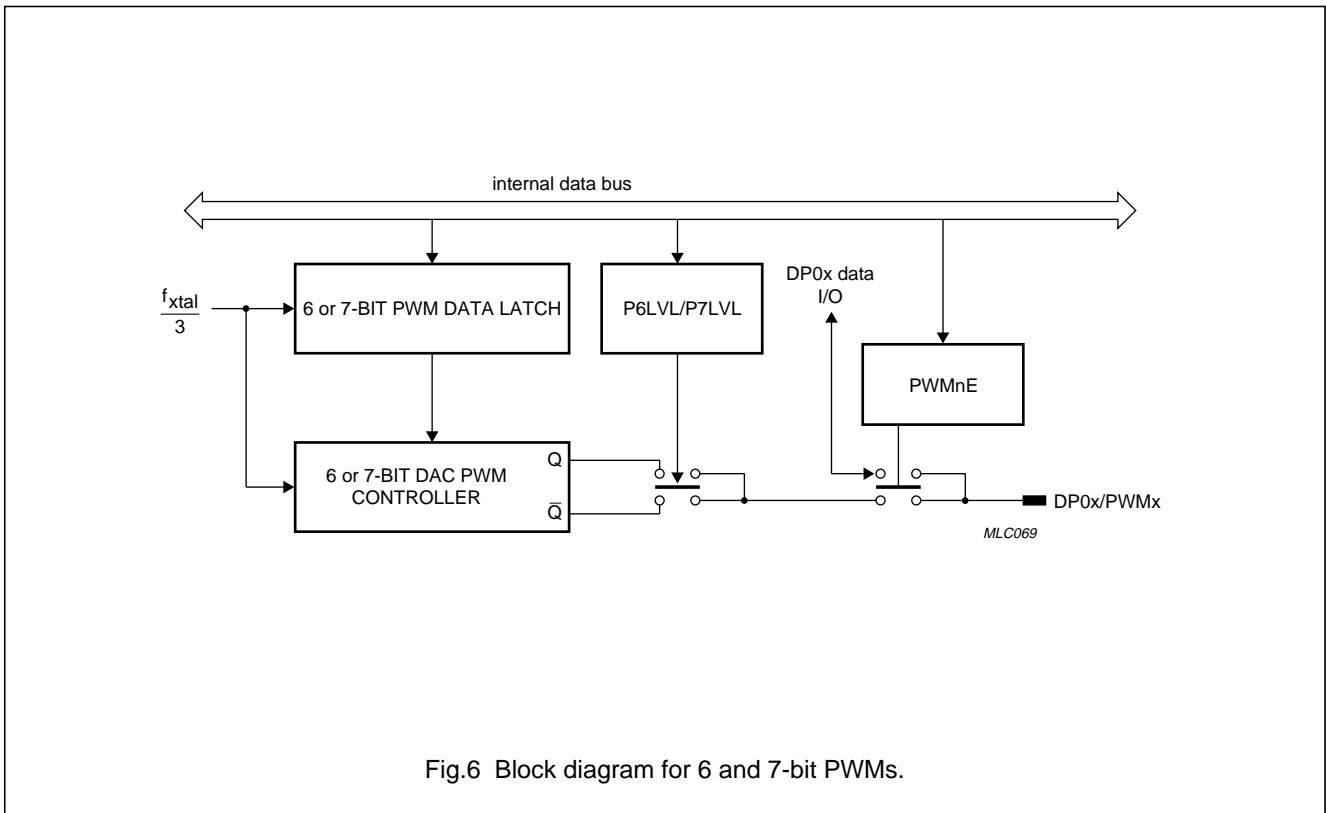 internal data bus
f xtal
3
6 or 7-BIT PWM DATA LATCH
P6LVL/P7LVL
DP0x data
I/O
PWMnE
6 or 7-BIT DAC PWM
CONTROLLER
Q
Q̅
DP0x/PWMx
MLC069
Fig.6 Block diagram for 6 and 7-bit PWMs.